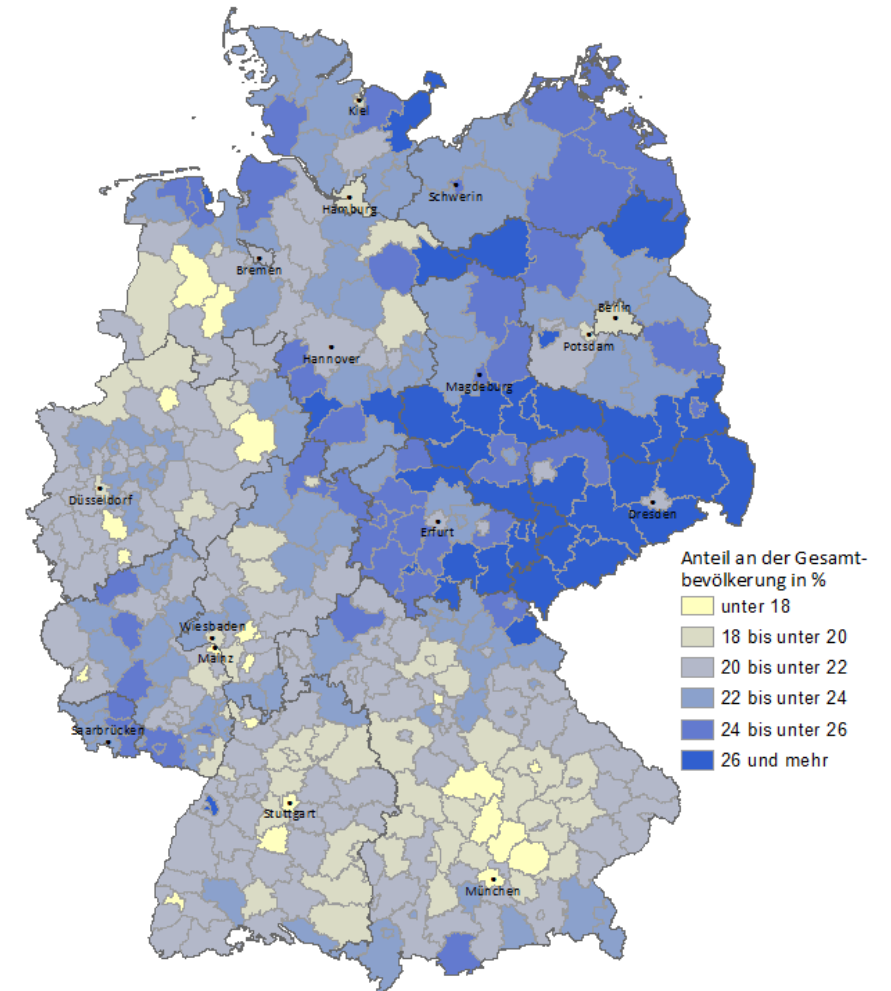 Kiel
Schwerin
Hamburg
Bremen
Berlin
Potsdam
Hannover
Magdeburg
Düsseldorf
Dresden
Erfurt
Wiesbaden
Mainz
Saarbrücken
Stuttgart
München
Anteil an der Gesamt-
bevölkerung in %
unter 18
18 bis unter 20
20 bis unter 22
22 bis unter 24
24 bis unter 26
26 und mehr